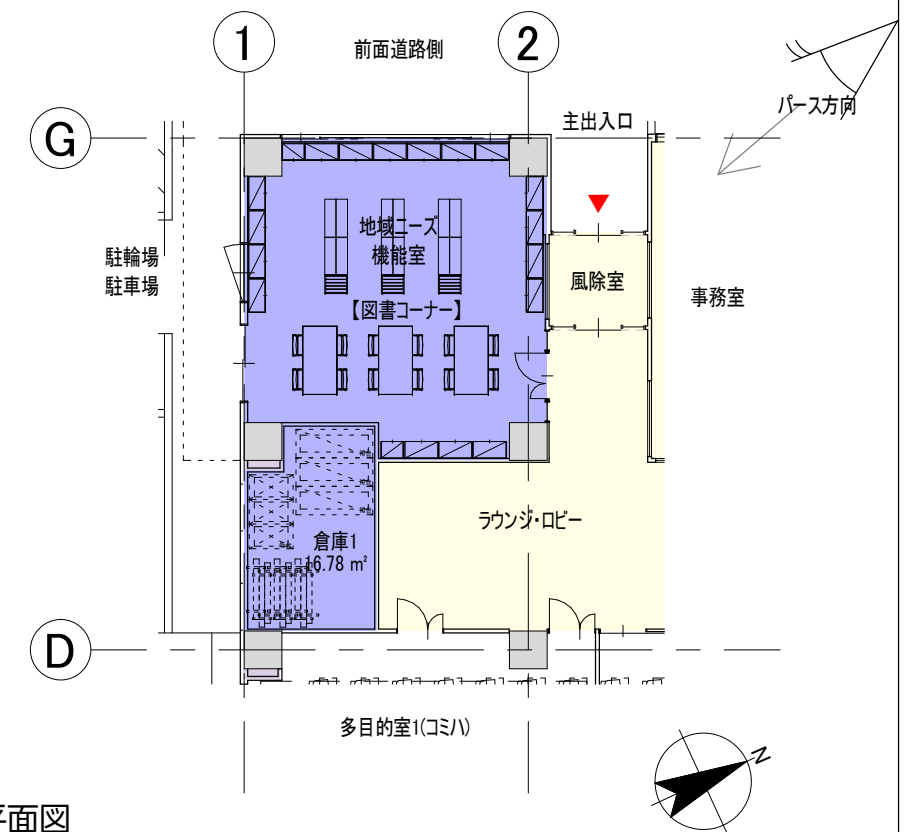 1
前面道路側
2
パース方向
主出入口
G
地域ニーズ
機能室
駐輪場
駐車場
風除室
事務室
【図書コーナー】
ラウンジ・ロビー
倉庫1
16.78 m²
D
多目的室1(コミハ)
N
平面図